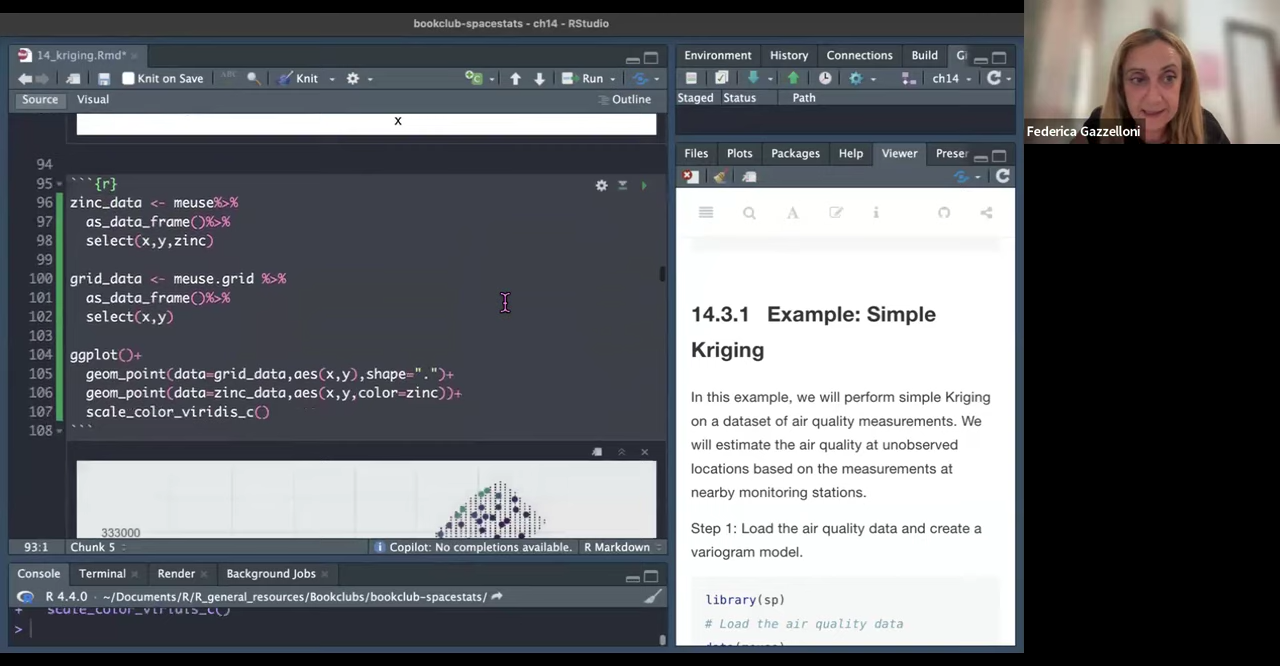 bookclub-spacestats - ch14 - RStudio
14_kriging.Rmd*
Knit on Save
ABC
Knit
Run
Source
Visual
Outline
x
94
95 ```{r}
96 zinc_data <- meuse%>%
97 as_data_frame()%>%
98 select(x,y,zinc)
99
100 grid_data <- meuse.grid %>%
101 as_data_frame()%>%
102 select(x,y)
103
104 ggplot()+
105 geom_point(data=grid_data,aes(x,y),shape=".")+
106 geom_point(data=zinc_data,aes(x,y,color=zinc))+
107 scale_color_viridis_c()
108 ```
333000
93:1 Chunk 5 Copilot: No completions available. R Markdown
Console Terminal Render Background Jobs
R 4.4.0 · ~/Documents/R/R_general_resources/Bookclubs/bookclub-spacestats/
+ scale_color_viridis_c()
>
Environment History Connections Build Gi
ch14
Staged Status Path
Files Plots Packages Help Viewer Prese
14.3.1 Example: Simple
Kriging
In this example, we will perform simple Kriging
on a dataset of air quality measurements. We
will estimate the air quality at unobserved
locations based on the measurements at
nearby monitoring stations.
Step 1: Load the air quality data and create a
variogram model.
library(sp)
# Load the air quality data
data(meuse)
Federica Gazzelloni